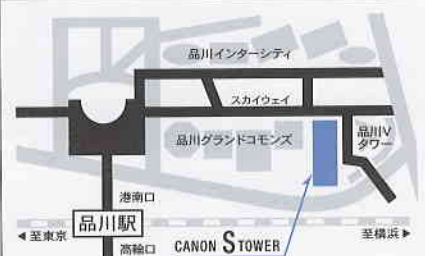 品川インターシティ
スカイウェイ
品川グランドコモンズ
品川V
タワー
港南口
品川駅
◀至東京
至横浜▶
高輪口
CANON S TOWER